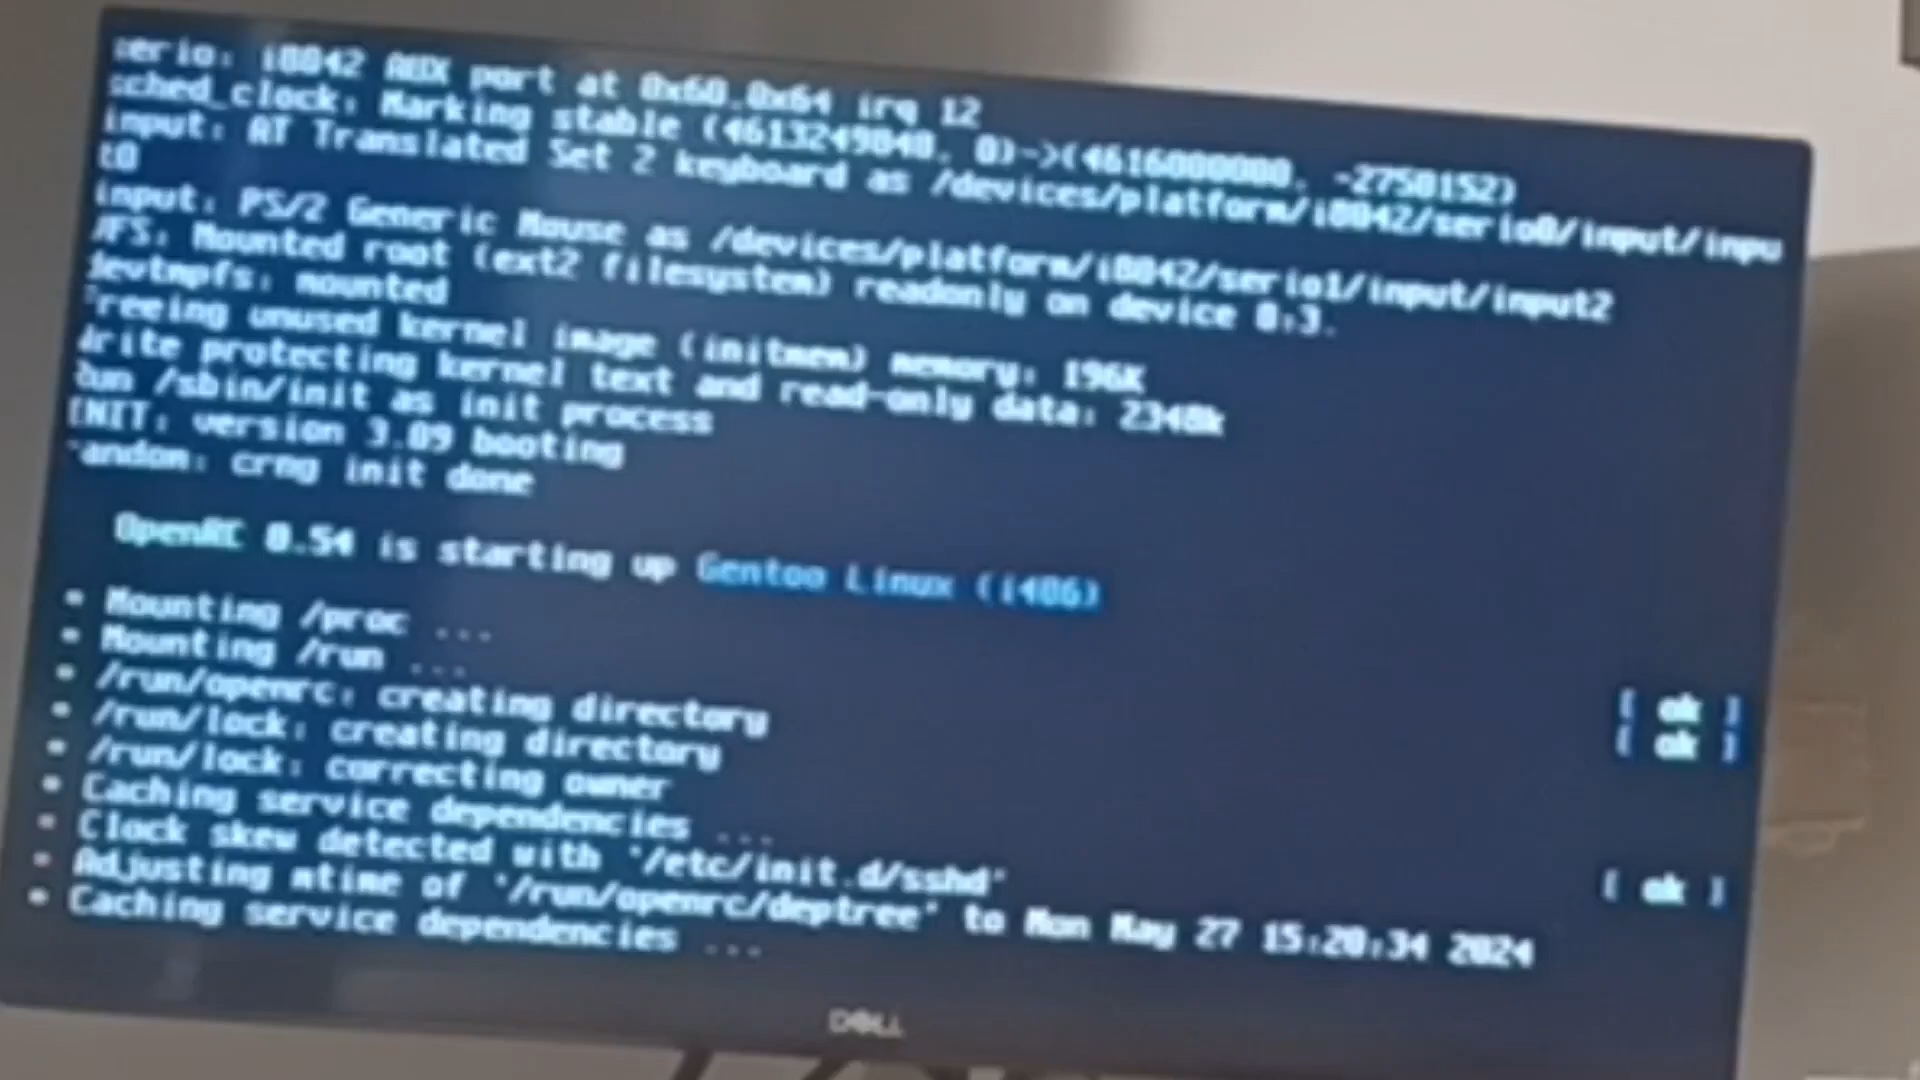 serio: i8042 AUX port at 0x60,0x64 irq 12
sched_clock: Marking stable (4613249848, 0)->(4616000000, -2750152)
input: AT Translated Set 2 keyboard as /devices/platform/i8042/serio0/input/inpu
t0
input: PS/2 Generic Mouse as /devices/platform/i8042/serio1/input/input2
VFS: Mounted root (ext2 filesystem) readonly on device 8:3.
devtmpfs: mounted
Freeing unused kernel image (initmem) memory: 196K
Write protecting kernel text and read-only data: 2348k
Run /sbin/init as init process
INIT: version 3.09 booting
random: crng init done
OpenRC 0.54 is starting up Gentoo Linux (i486)
* Mounting /proc ...
* Mounting /run ... [ ok ]
* /run/openrc: creating directory [ ok ]
* /run/lock: creating directory
* /run/lock: correcting owner
* Caching service dependencies ...
* Clock skew detected with '/etc/init.d/sshd' [ ok ]
* Adjusting mtime of '/run/openrc/deptree' to Mon May 27 15:20:34 2024
* Caching service dependencies ...
DELL